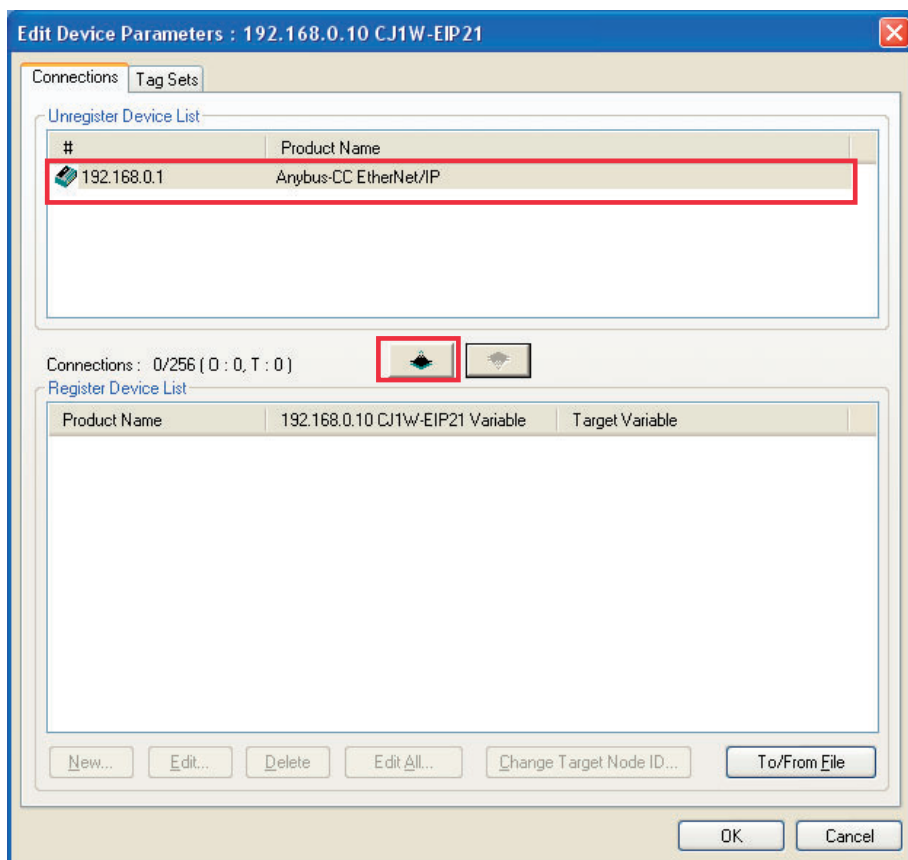 Edit Device Parameters : 192.168.0.10 CJ1W-EIP21
Connections Tag Sets
Unregister Device List
# Product Name
192.168.0.1 Anybus-CC EtherNet/IP
Connections : 0/256 ( O : 0, T : 0 )
Register Device List
Product Name 192.168.0.10 CJ1W-EIP21 Variable Target Variable
New... Edit... Delete Edit All... Change Target Node ID... To/From File
OK Cancel